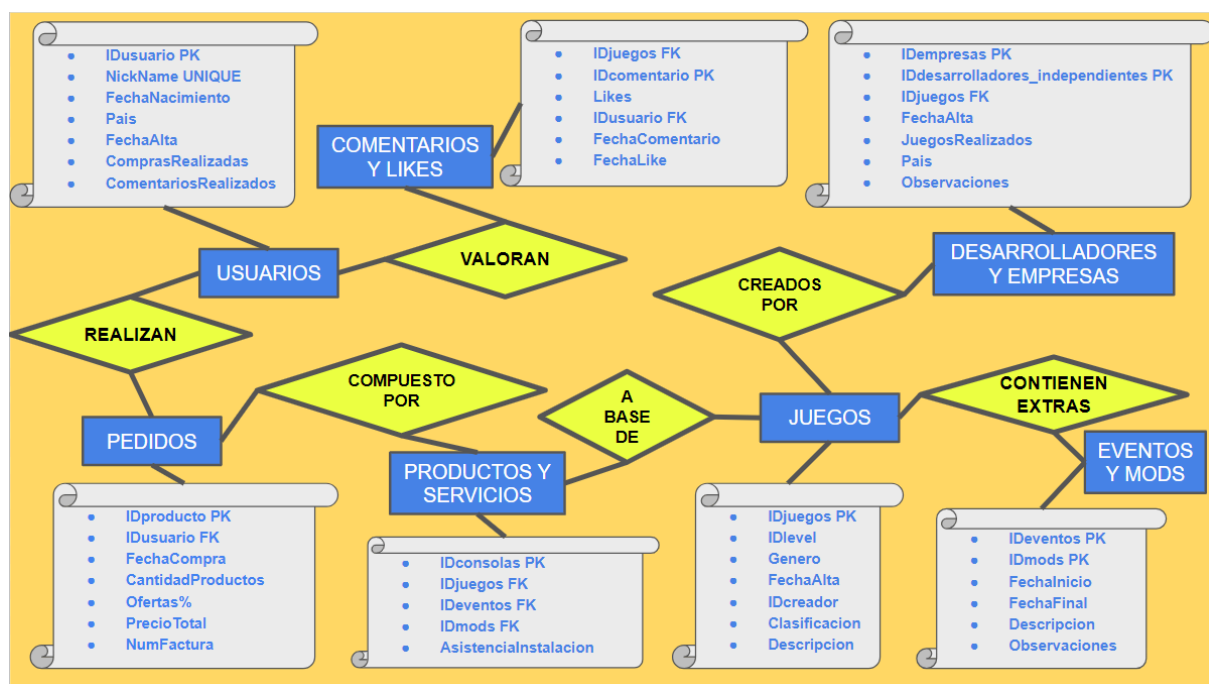 IDusuario PK
NickName UNIQUE
FechaNacimiento
Pais
FechaAlta
ComprasRealizadas
ComentariosRealizados
COMENTARIOS
Y LIKES
IDjuegos FK
IDcomentario PK
Likes
IDusuario FK
FechaComentario
FechaLike
IDempresas PK
IDdesarrolladores_independientes PK
IDjuegos FK
FechaAlta
JuegosRealizados
Pais
Observaciones
USUARIOS
VALORAN
CREADOS
POR
DESARROLLADORES
Y EMPRESAS
REALIZAN
COMPUESTO
POR
A
BASE
DE
JUEGOS
CONTIENEN
EXTRAS
PEDIDOS
PRODUCTOS Y
SERVICIOS
EVENTOS
Y MODS
IDproducto PK
IDusuario FK
FechaCompra
CantidadProductos
Ofertas%
PrecioTotal
NumFactura
IDconsolas PK
IDjuegos FK
IDeventos FK
IDmods FK
AsistenciaInstalacion
IDjuegos PK
IDlevel
Genero
FechaAlta
IDcreador
Clasificacion
Descripcion
IDeventos PK
IDmods PK
FechaInicio
FechaFinal
Descripcion
Observaciones